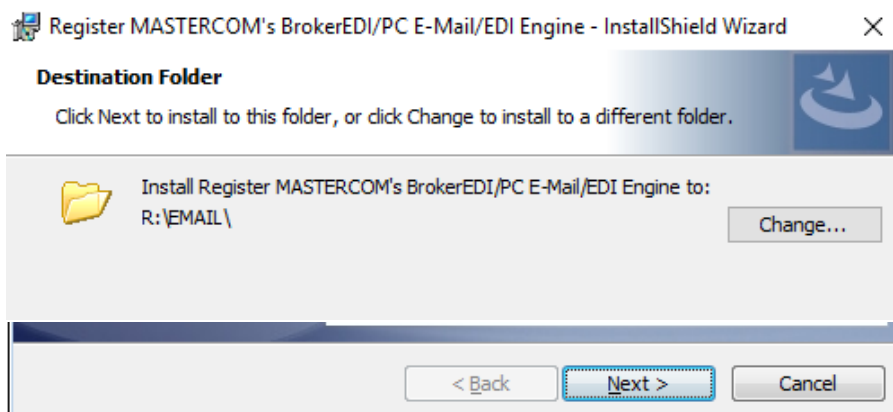 Register MASTERCOM's BrokerEDI/PC E-Mail/EDI Engine - InstallShield Wizard
Destination Folder
Click Next to install to this folder, or click Change to install to a different folder.
Install Register MASTERCOM's BrokerEDI/PC E-Mail/EDI Engine to:
R:\EMAIL\
Change...
< Back Next > Cancel